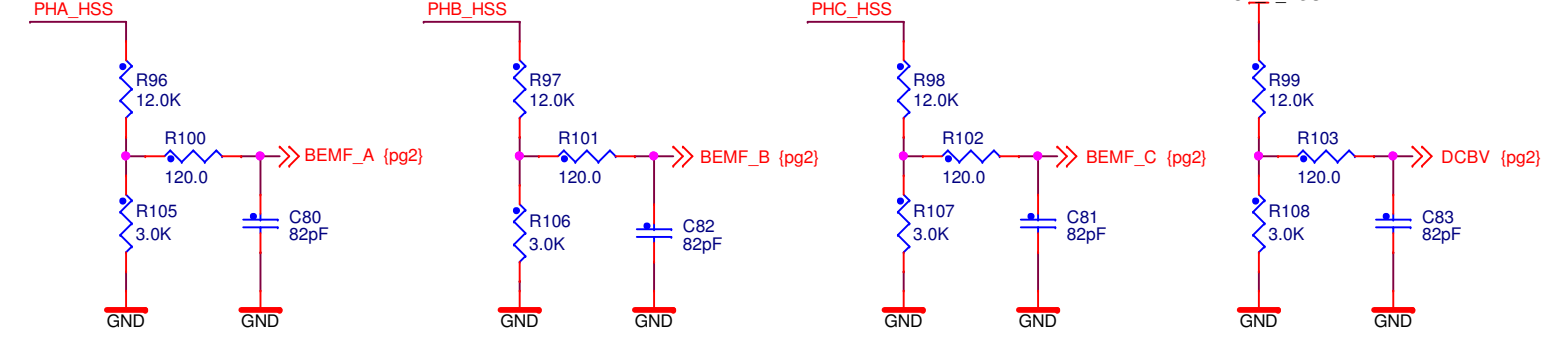 PHA_HSS
R96
12.0K
R100
120.0
BEMF_A {pg2}
R105
3.0K
C80
82pF
GND
GND
PHB_HSS
R97
12.0K
R101
120.0
BEMF_B {pg2}
R106
3.0K
C82
82pF
GND
GND
PHC_HSS
R98
12.0K
R102
120.0
BEMF_C {pg2}
R107
3.0K
C81
82pF
GND
GND
R99
12.0K
R103
120.0
DCBV {pg2}
R108
3.0K
C83
82pF
GND
GND